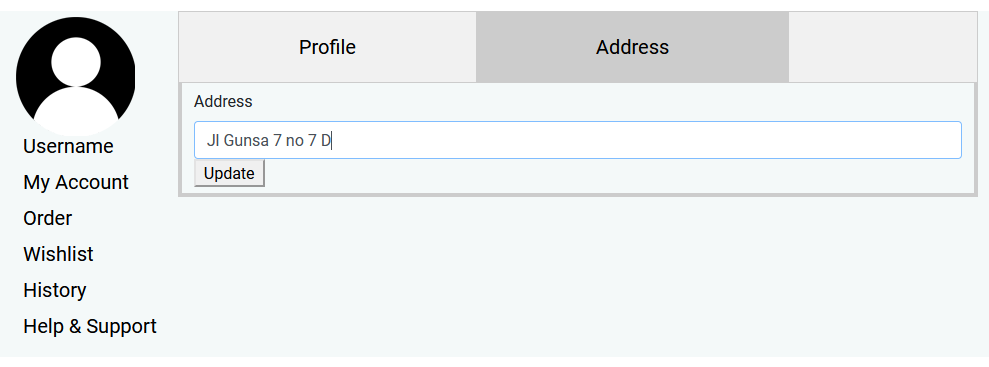 Profile
Address
Address
Jl Gunsa 7 no 7 D
Update
Username
My Account
Order
Wishlist
History
Help & Support